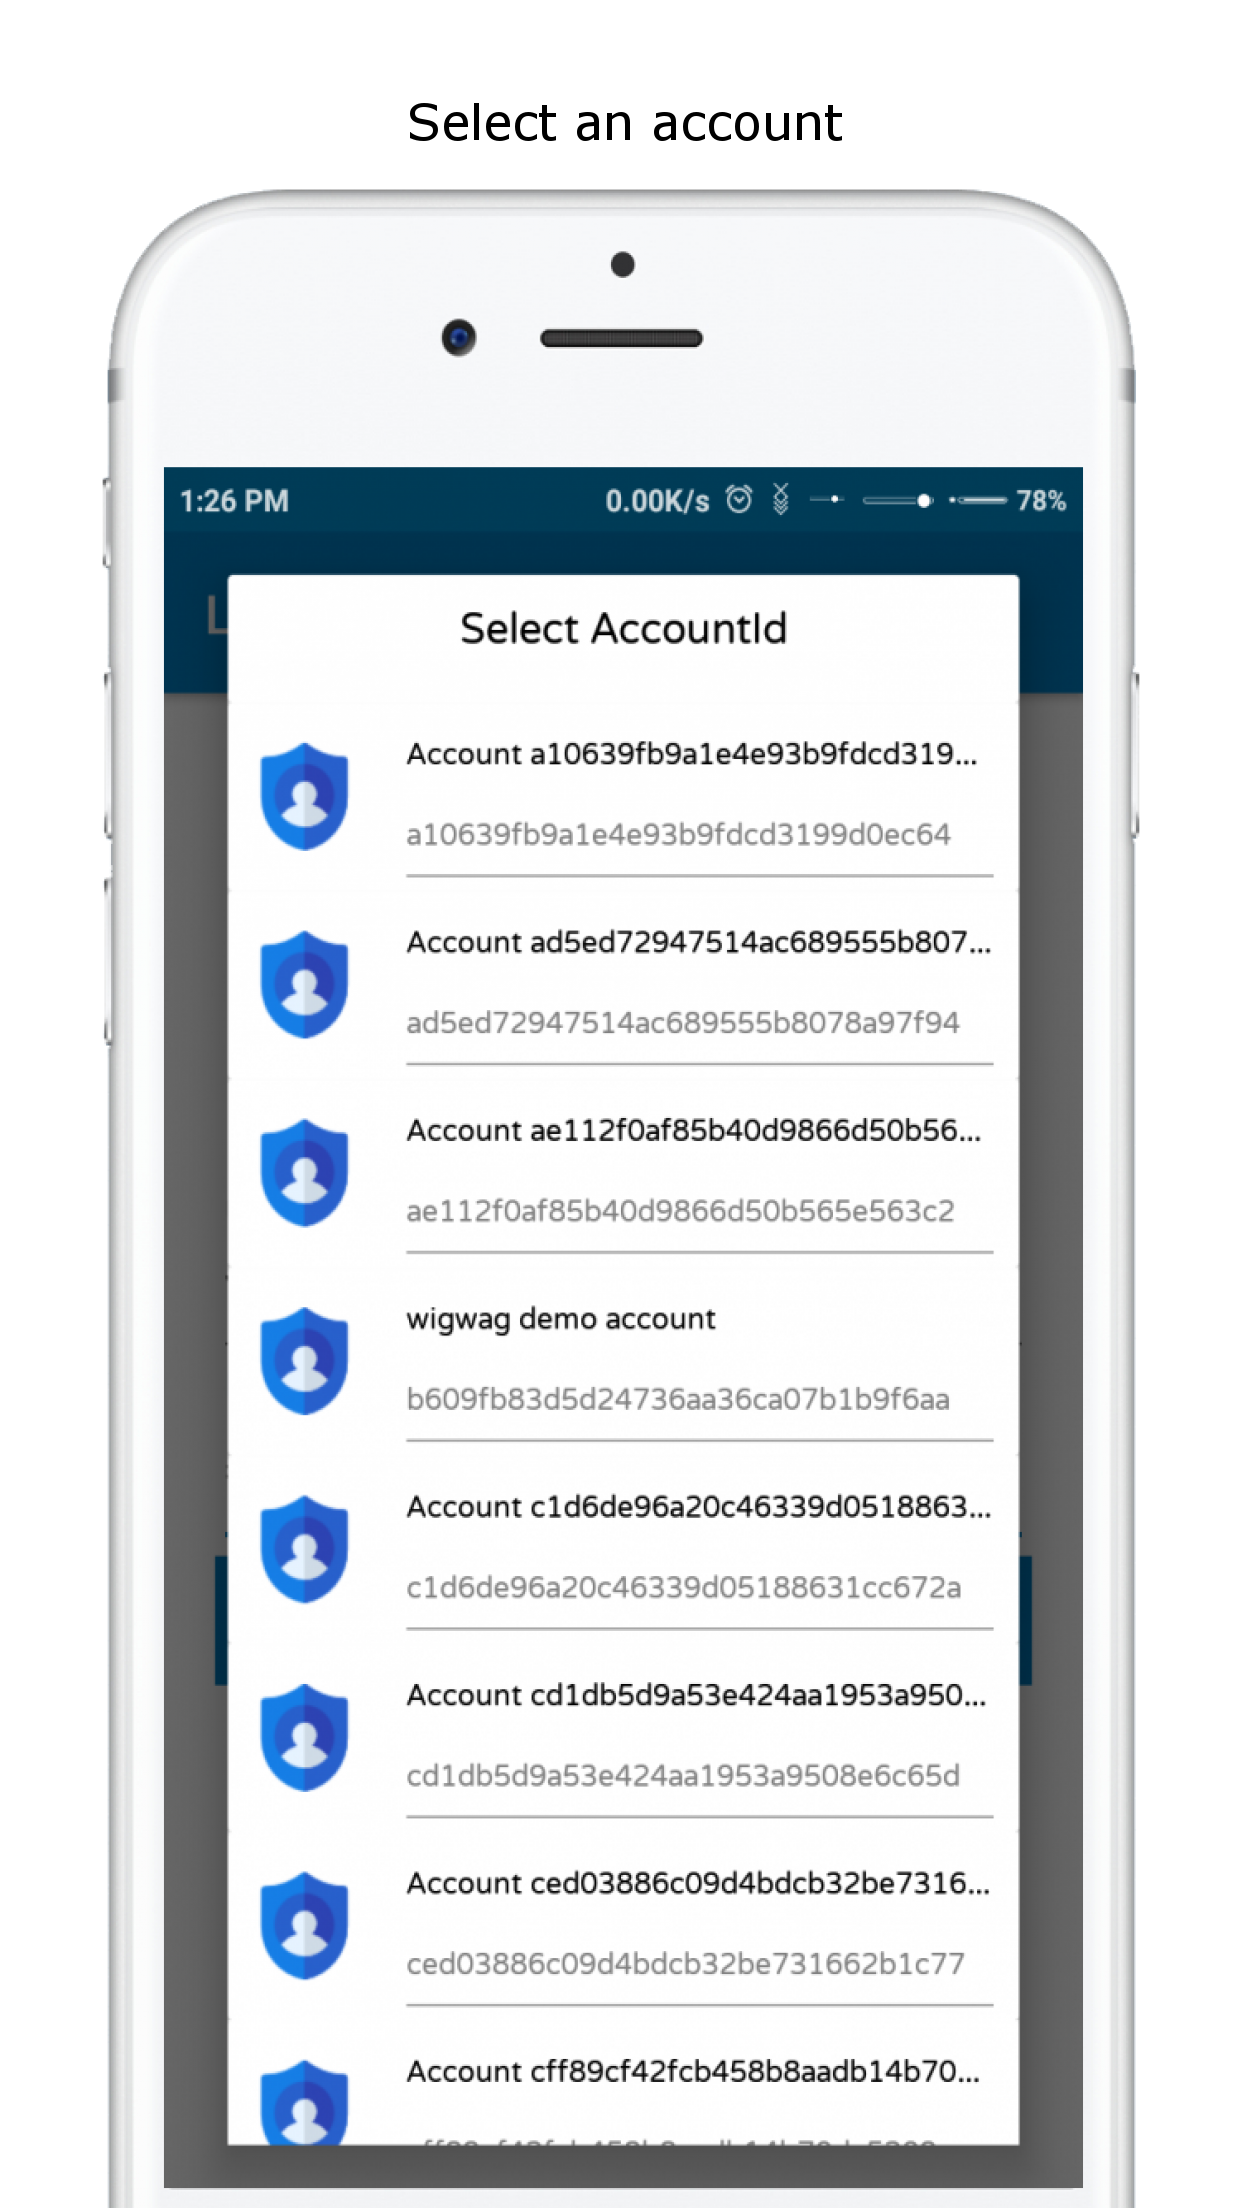 Select an account
1:26 PM 0.00K/s 78%
L
Select AccountId
Account a10639fb9a1e4e93b9fdcd319...
a10639fb9a1e4e93b9fdcd3199d0ec64
Account ad5ed72947514ac689555b807...
ad5ed72947514ac689555b8078a97f94
Account ae112f0af85b40d9866d50b56...
ae112f0af85b40d9866d50b565e563c2
wigwag demo account
b609fb83d5d24736aa36ca07b1b9f6aa
Account c1d6de96a20c46339d0518863...
c1d6de96a20c46339d05188631cc672a
Account cd1db5d9a53e424aa1953a950...
cd1db5d9a53e424aa1953a9508e6c65d
Account ced03886c09d4bdcb32be7316...
ced03886c09d4bdcb32be731662b1c77
Account cff89cf42fcb458b8aadb14b70...